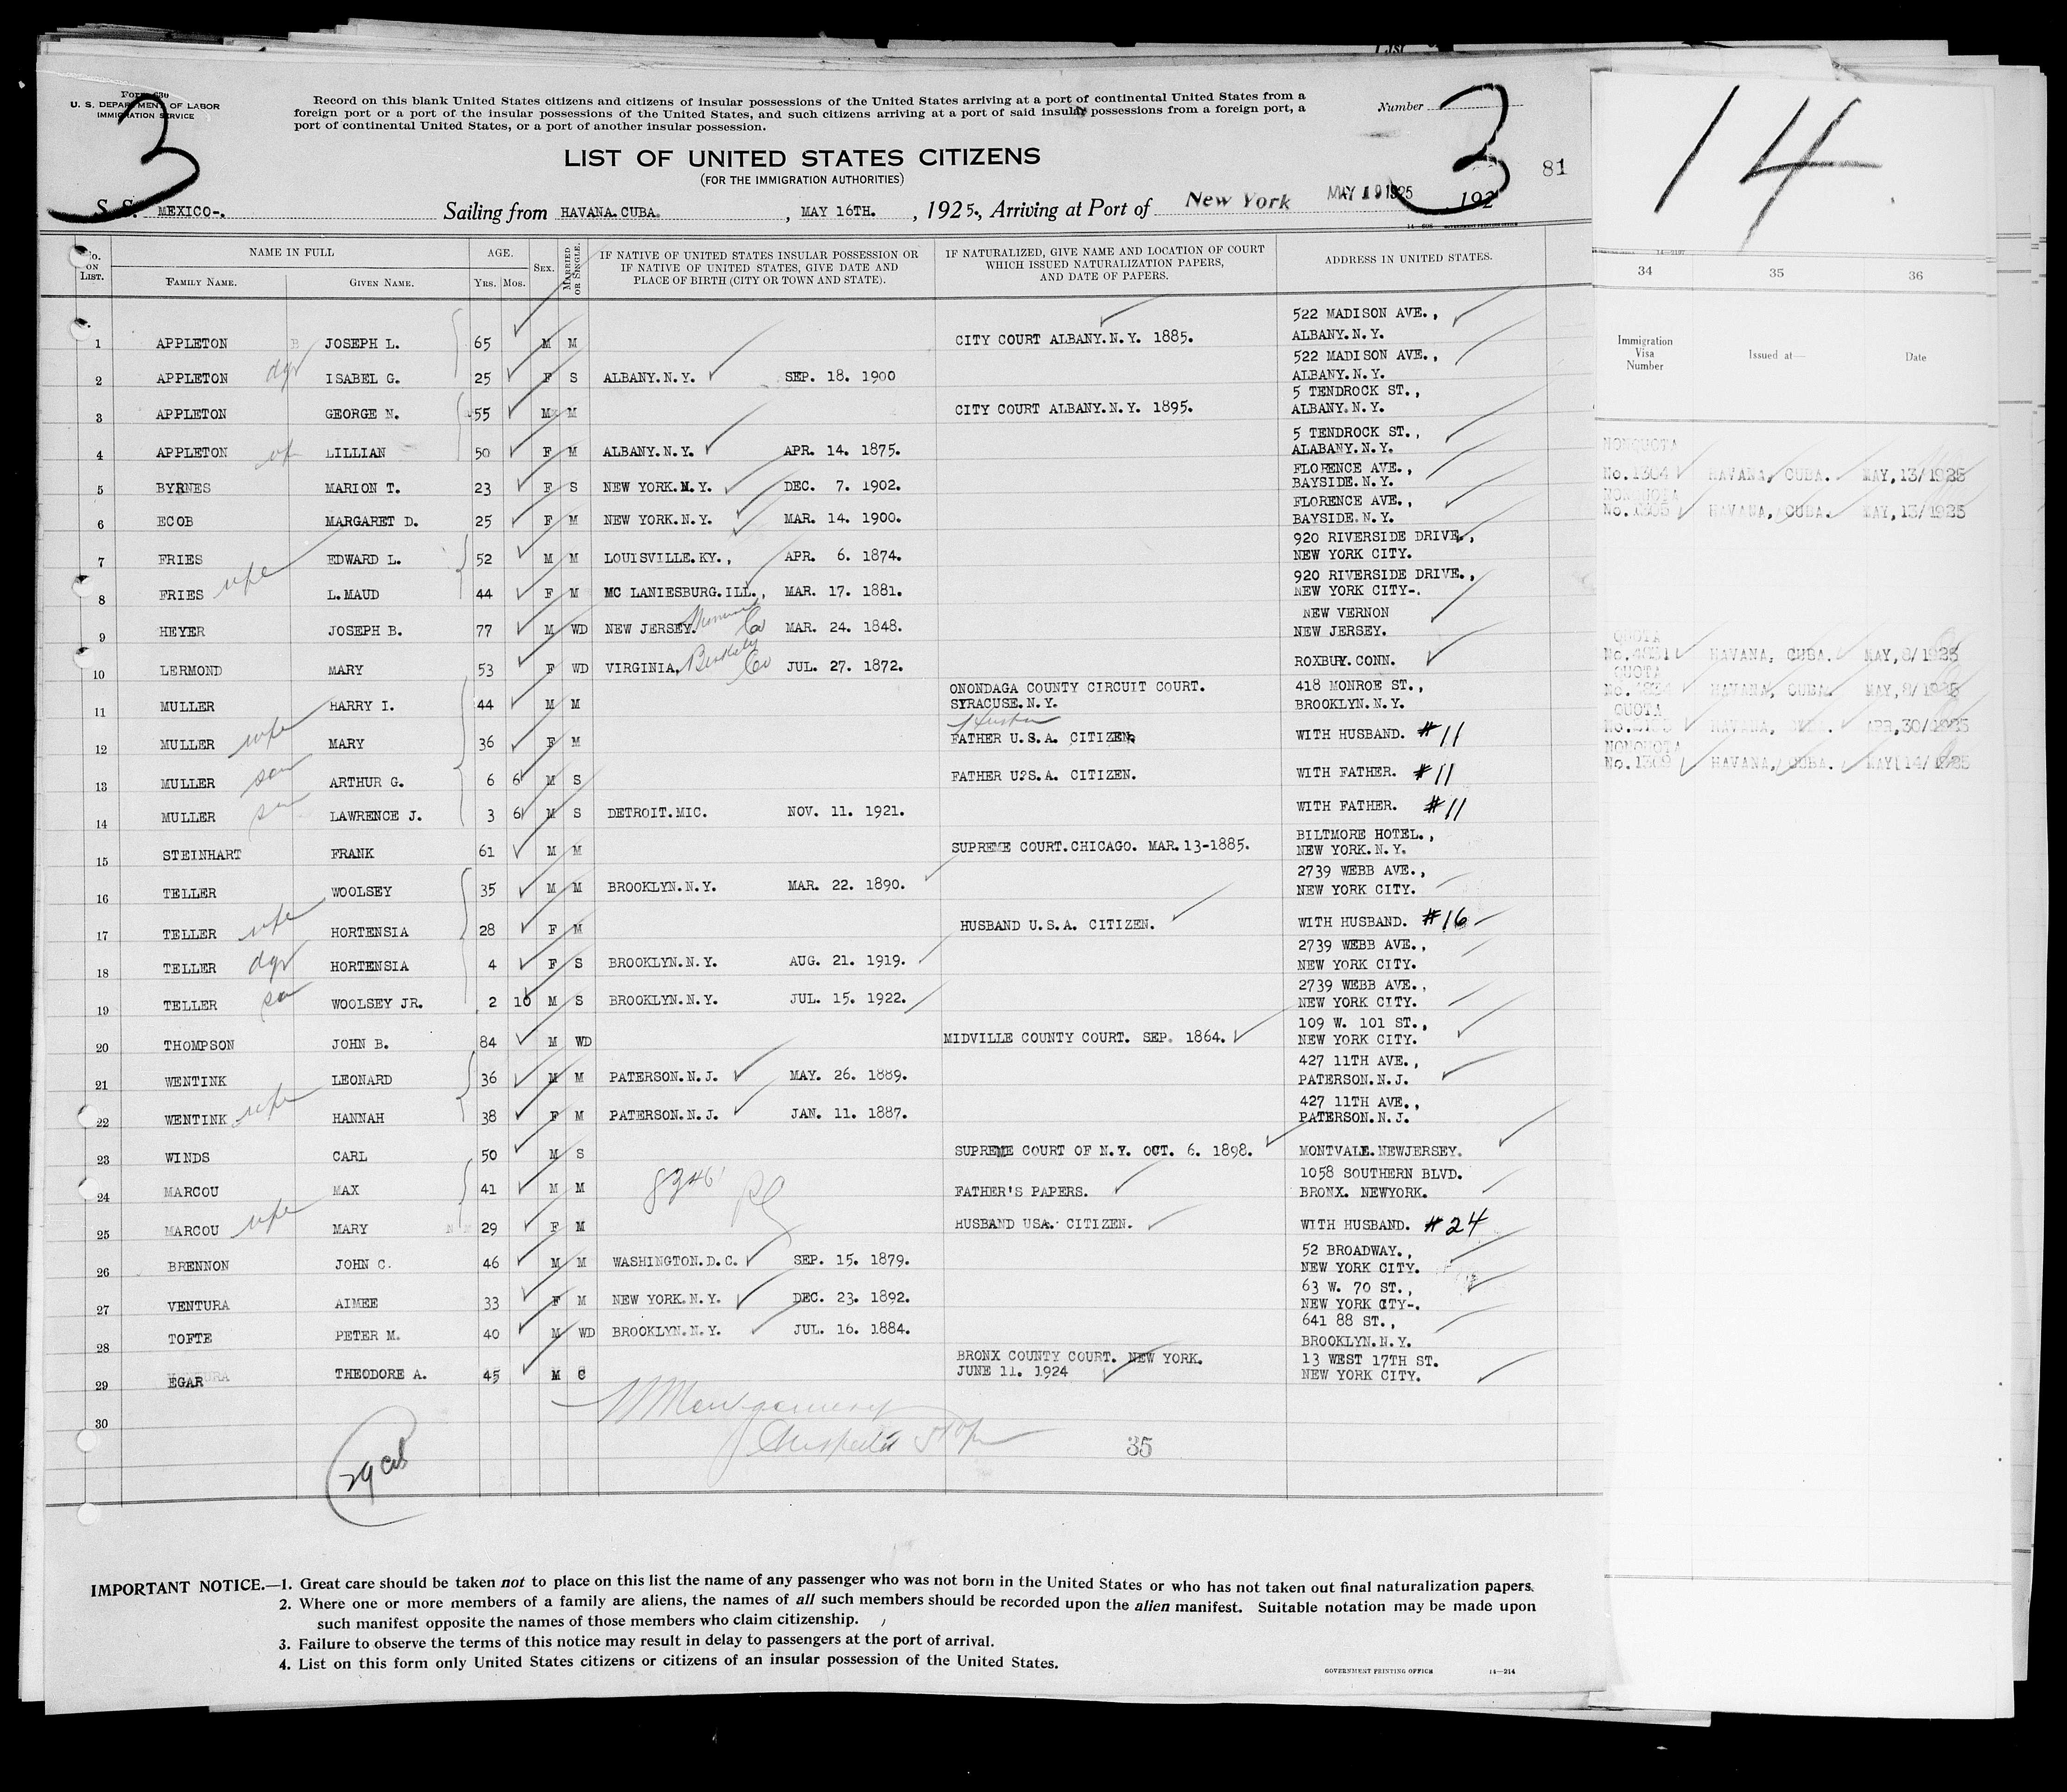 Form 630
U. S. DEPARTMENT OF LABOR
IMMIGRATION SERVICE
3
Record on this blank United States citizens and citizens of insular possessions of the United States arriving at a port of continental United States from a
foreign port or a port of the insular possessions of the United States, and such citizens arriving at a port of said insular possessions from a foreign port, a
port of continental United States, or a port of another insular possession.
Number 3
81
LIST OF UNITED STATES CITIZENS
(FOR THE IMMIGRATION AUTHORITIES)
S. S. MEXICO-. Sailing from HAVANA.CUBA. , MAY 16TH. , 1925., Arriving at Port of New York MAY 19 1925 192
NO. ON LIST. NAME IN FULL FAMILY NAME. GIVEN NAME. AGE. YRS. MOS. SEX. MARRIED OR SINGLE. IF NATIVE OF UNITED STATES INSULAR POSSESSION OR IF NATIVE OF UNITED STATES, GIVE DATE AND PLACE OF BIRTH (CITY OR TOWN AND STATE). IF NATURALIZED, GIVE NAME AND LOCATION OF COURT WHICH ISSUED NATURALIZATION PAPERS, AND DATE OF PAPERS. ADDRESS IN UNITED STATES.
1 APPLETON JOSEPH L. 65 M M CITY COURT ALBANY.N.Y. 1885. 522 MADISON AVE., ALBANY.N.Y.
2 APPLETON dgr ISABEL G. 25 F S ALBANY.N.Y. SEP. 18. 1900 522 MADISON AVE., ALBANY.N.Y.
3 APPLETON GEORGE N. 55 M M CITY COURT ALBANY.N.Y. 1895. 5 TENDROCK ST., ALBANY.N.Y.
4 APPLETON wf LILLIAN 50 F M ALBANY.N.Y. APR. 14. 1875. 5 TENDROCK ST., ALABANY.N.Y.
5 BYRNES MARION T. 23 F S NEW YORK.N.Y. DEC. 7. 1902. FLORENCE AVE., BAYSIDE.N.Y.
6 ECOB MARGARET D. 25 F M NEW YORK.N.Y. MAR. 14. 1900. FLORENCE AVE., BAYSIDE.N.Y.
7 FRIES EDWARD L. 52 M M LOUISVILLE.KY., APR. 6. 1874. 920 RIVERSIDE DRIVE., NEW YORK CITY.
8 FRIES wfe L.MAUD 44 F M MC LANIESBURG.ILL., MAR. 17. 1881. 920 RIVERSIDE DRIVE., NEW YORK CITY-.
9 HEYER JOSEPH B. 77 M WD NEW JERSEY. Co MAR. 24. 1848. NEW VERNON NEW JERSEY.
10 LERMOND MARY 53 F WD VIRGINIA. Berkeley Co JUL. 27. 1872. ROXBURY.CONN.
11 MULLER HARRY I. 44 M M ONONDAGA COUNTY CIRCUIT COURT. SYRACUSE.N.Y. 418 MONROE ST., BROOKLYN.N.Y.
12 MULLER wfe MARY 36 F M FATHER U.S.A. CITIZEN. WITH HUSBAND. #11
13 MULLER son ARTHUR G. 6 6 M S FATHER U.S.A. CITIZEN. WITH FATHER. #11
14 MULLER son LAWRENCE J. 3 6 M S DETROIT.MIC. NOV. 11. 1921. WITH FATHER. #11
15 STEINHART FRANK 61 M M SUPREME COURT.CHICAGO. MAR.13-1885. BILTMORE HOTEL., NEW YORK.N.Y.
16 TELLER WOOLSEY 35 M M BROOKLYN.N.Y. MAR. 22. 1890. 2739 WEBB AVE., NEW YORK CITY.
17 TELLER wfe HORTENSIA 28 F M HUSBAND U.S.A. CITIZEN. WITH HUSBAND. #16
18 TELLER dgr HORTENSIA 4 F S BROOKLYN.N.Y. AUG. 21. 1919. 2739 WEBB AVE., NEW YORK CITY.
19 TELLER son WOOLSEY JR. 2 10 M S BROOKLYN.N.Y. JUL. 15. 1922. 2739 WEBB AVE., NEW YORK CITY.
20 THOMPSON JOHN B. 84 M WD MIDVILLE COUNTY COURT. SEP. 1864. 109 W. 101 ST., NEW YORK CITY.
21 WENTINK LEONARD 36 M M PATERSON.N.J. MAY. 26. 1889. 427 11TH AVE., PATERSON.N.J.
22 WENTINK wfe HANNAH 38 F M PATERSON.N.J. JAN. 11. 1887. 427 11TH AVE., PATERSON.N.J.
23 WINDS CARL 50 M S SUPREME COURT OF N.Y. OCT. 6. 1898. MONTVALE.NEWJERSEY.
24 MARCOU MAX 41 M M FATHER'S PAPERS. 1058 SOUTHERN BLVD. BRONX. NEWYORK.
25 MARCOU wfe MARY 29 F M HUSBAND USA. CITIZEN. WITH HUSBAND. #24
26 BRENNON JOHN C. 46 M M WASHINGTON.D.C. SEP. 15. 1879. 52 BROADWAY., NEW YORK CITY.
27 VENTURA AIMEE 33 F M NEW YORK.N.Y. DEC. 23. 1892. 63 W. 70 ST., NEW YORK CITY-.
28 TOFTE PETER M. 40 M WD BROOKLYN.N.Y. JUL. 16. 1884. 641 88 ST., BROOKLYN.N.Y.
29 EGAR THEODORE A. 45 M BRONX COUNTY COURT. NEW YORK. JUNE 11. 1924 13 WEST 17TH ST. NEW YORK CITY.
30
35
IMPORTANT NOTICE.—1. Great care should be taken not to place on this list the name of any passenger who was not born in the United States or who has not taken out final naturalization papers.
2. Where one or more members of a family are aliens, the names of all such members should be recorded upon the alien manifest. Suitable notation may be made upon
such manifest opposite the names of those members who claim citizenship.
3. Failure to observe the terms of this notice may result in delay to passengers at the port of arrival.
4. List on this form only United States citizens or citizens of an insular possession of the United States.
GOVERNMENT PRINTING OFFICE 14—214
14
34 35 36
Immigration Visa Number Issued at— Date
NONQUOTA
No.1304 HAVANA, CUBA. MAY,13/1925
NONQUOTA
No.1305 HAVANA, CUBA. MAY,13/1925
QUOTA
HAVANA, CUBA. MAY,8/1925
QUOTA
HAVANA, CUBA. MAY,8/1925
QUOTA
HAVANA, APR,30/1925
NONQUOTA
No.1309 HAVANA, CUBA. MAY 14/1925